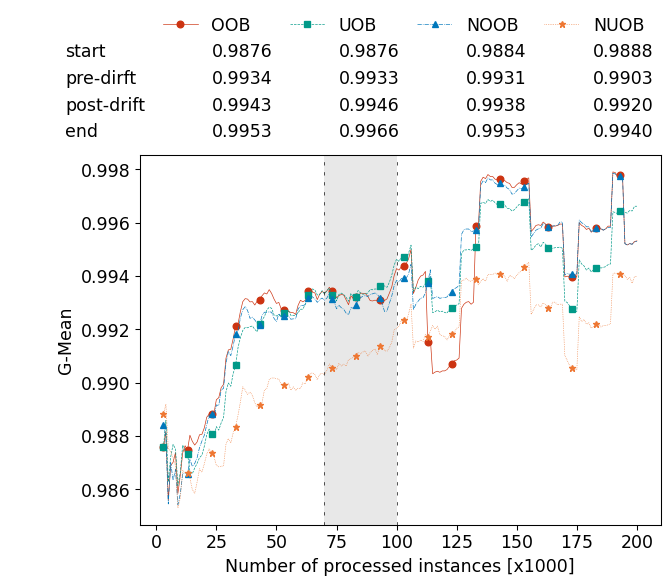 OOB UOB NOOB NUOB
start 0.9876 0.9876 0.9884 0.9888
pre-dirft 0.9934 0.9933 0.9931 0.9903
post-drift 0.9943 0.9946 0.9938 0.9920
end 0.9953 0.9966 0.9953 0.9940
0.998
0.996
0.994
0.992
0.990
0.988
0.986
G-Mean
0 25 50 75 100 125 150 175 200
Number of processed instances [x1000]